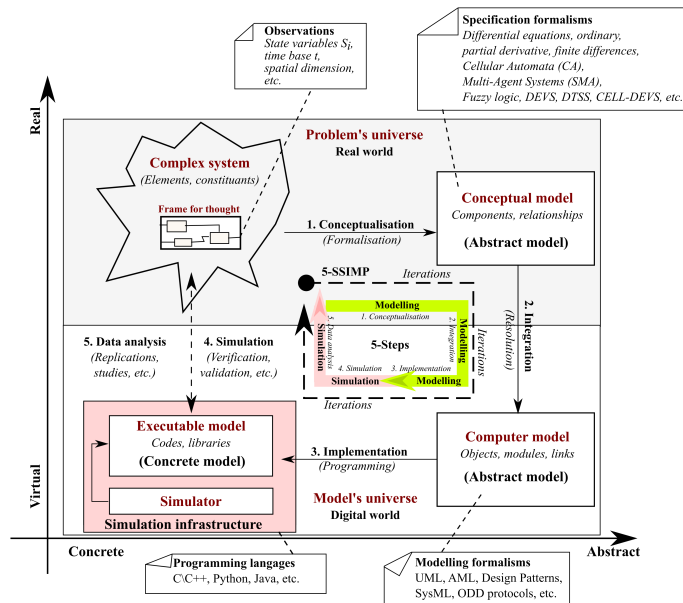 Observations
State variables Si,
time base t,
spatial dimension,
etc.
Specification formalisms
Differential equations, ordinary,
partial derivative, finite differences,
Cellular Automata (CA)
Multi-Agent Systems (SMA)
Fuzzy logic, DEVS, DTSS, CELL-DEVS, etc.
Real
Problem's universe
Real world
Complex system
(Elements, constituants)
Frame for thought
1. Conceptualisation
(Formalisation)
Conceptual model
Components, relationships
(Abstract model)
5-SSIMP
Iterations
Modelling
1. Conceptualisation
2. Integration
Modelling
Iterations
5-Steps
Simulation
5. Data analysis
4. Simulation
3. Implementation
Simulation
Modelling
Iterations
2. Integration
(Resolution)
5. Data analysis
(Replications,
studies, etc.)
4. Simulation
(Verification,
validation, etc.)
Executable model
Codes, libraries
(Concrete model)
Simulator
Simulation infrastructure
3. Implementation
(Programming)
Computer model
Objects, modules, links
(Abstract model)
Model's universe
Digital world
Virtual
Concrete
Abstract
Programming langages
C\C++, Python, Java, etc.
Modelling formalisms
UML, AML, Design Patterns,
SysML, ODD protocols, etc.